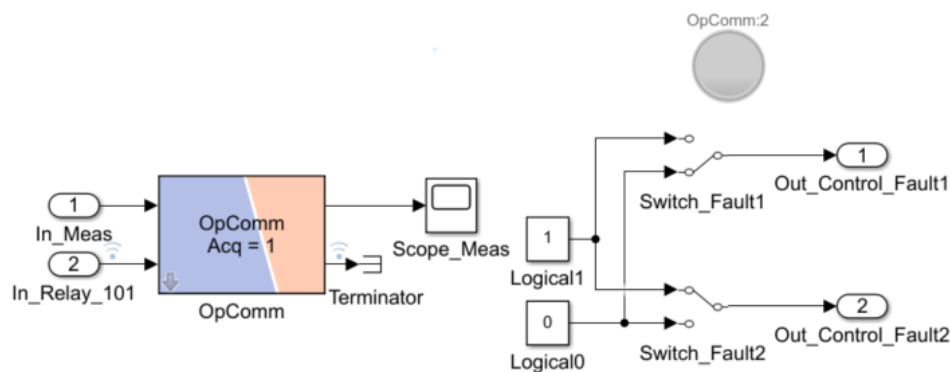 OpComm:2
1
In_Meas
2
In_Relay_101
OpComm
Acq = 1
OpComm
Scope_Meas
Terminator
1
Logical1
0
Logical0
Switch_Fault1
1
Out_Control_Fault1
Switch_Fault2
2
Out_Control_Fault2